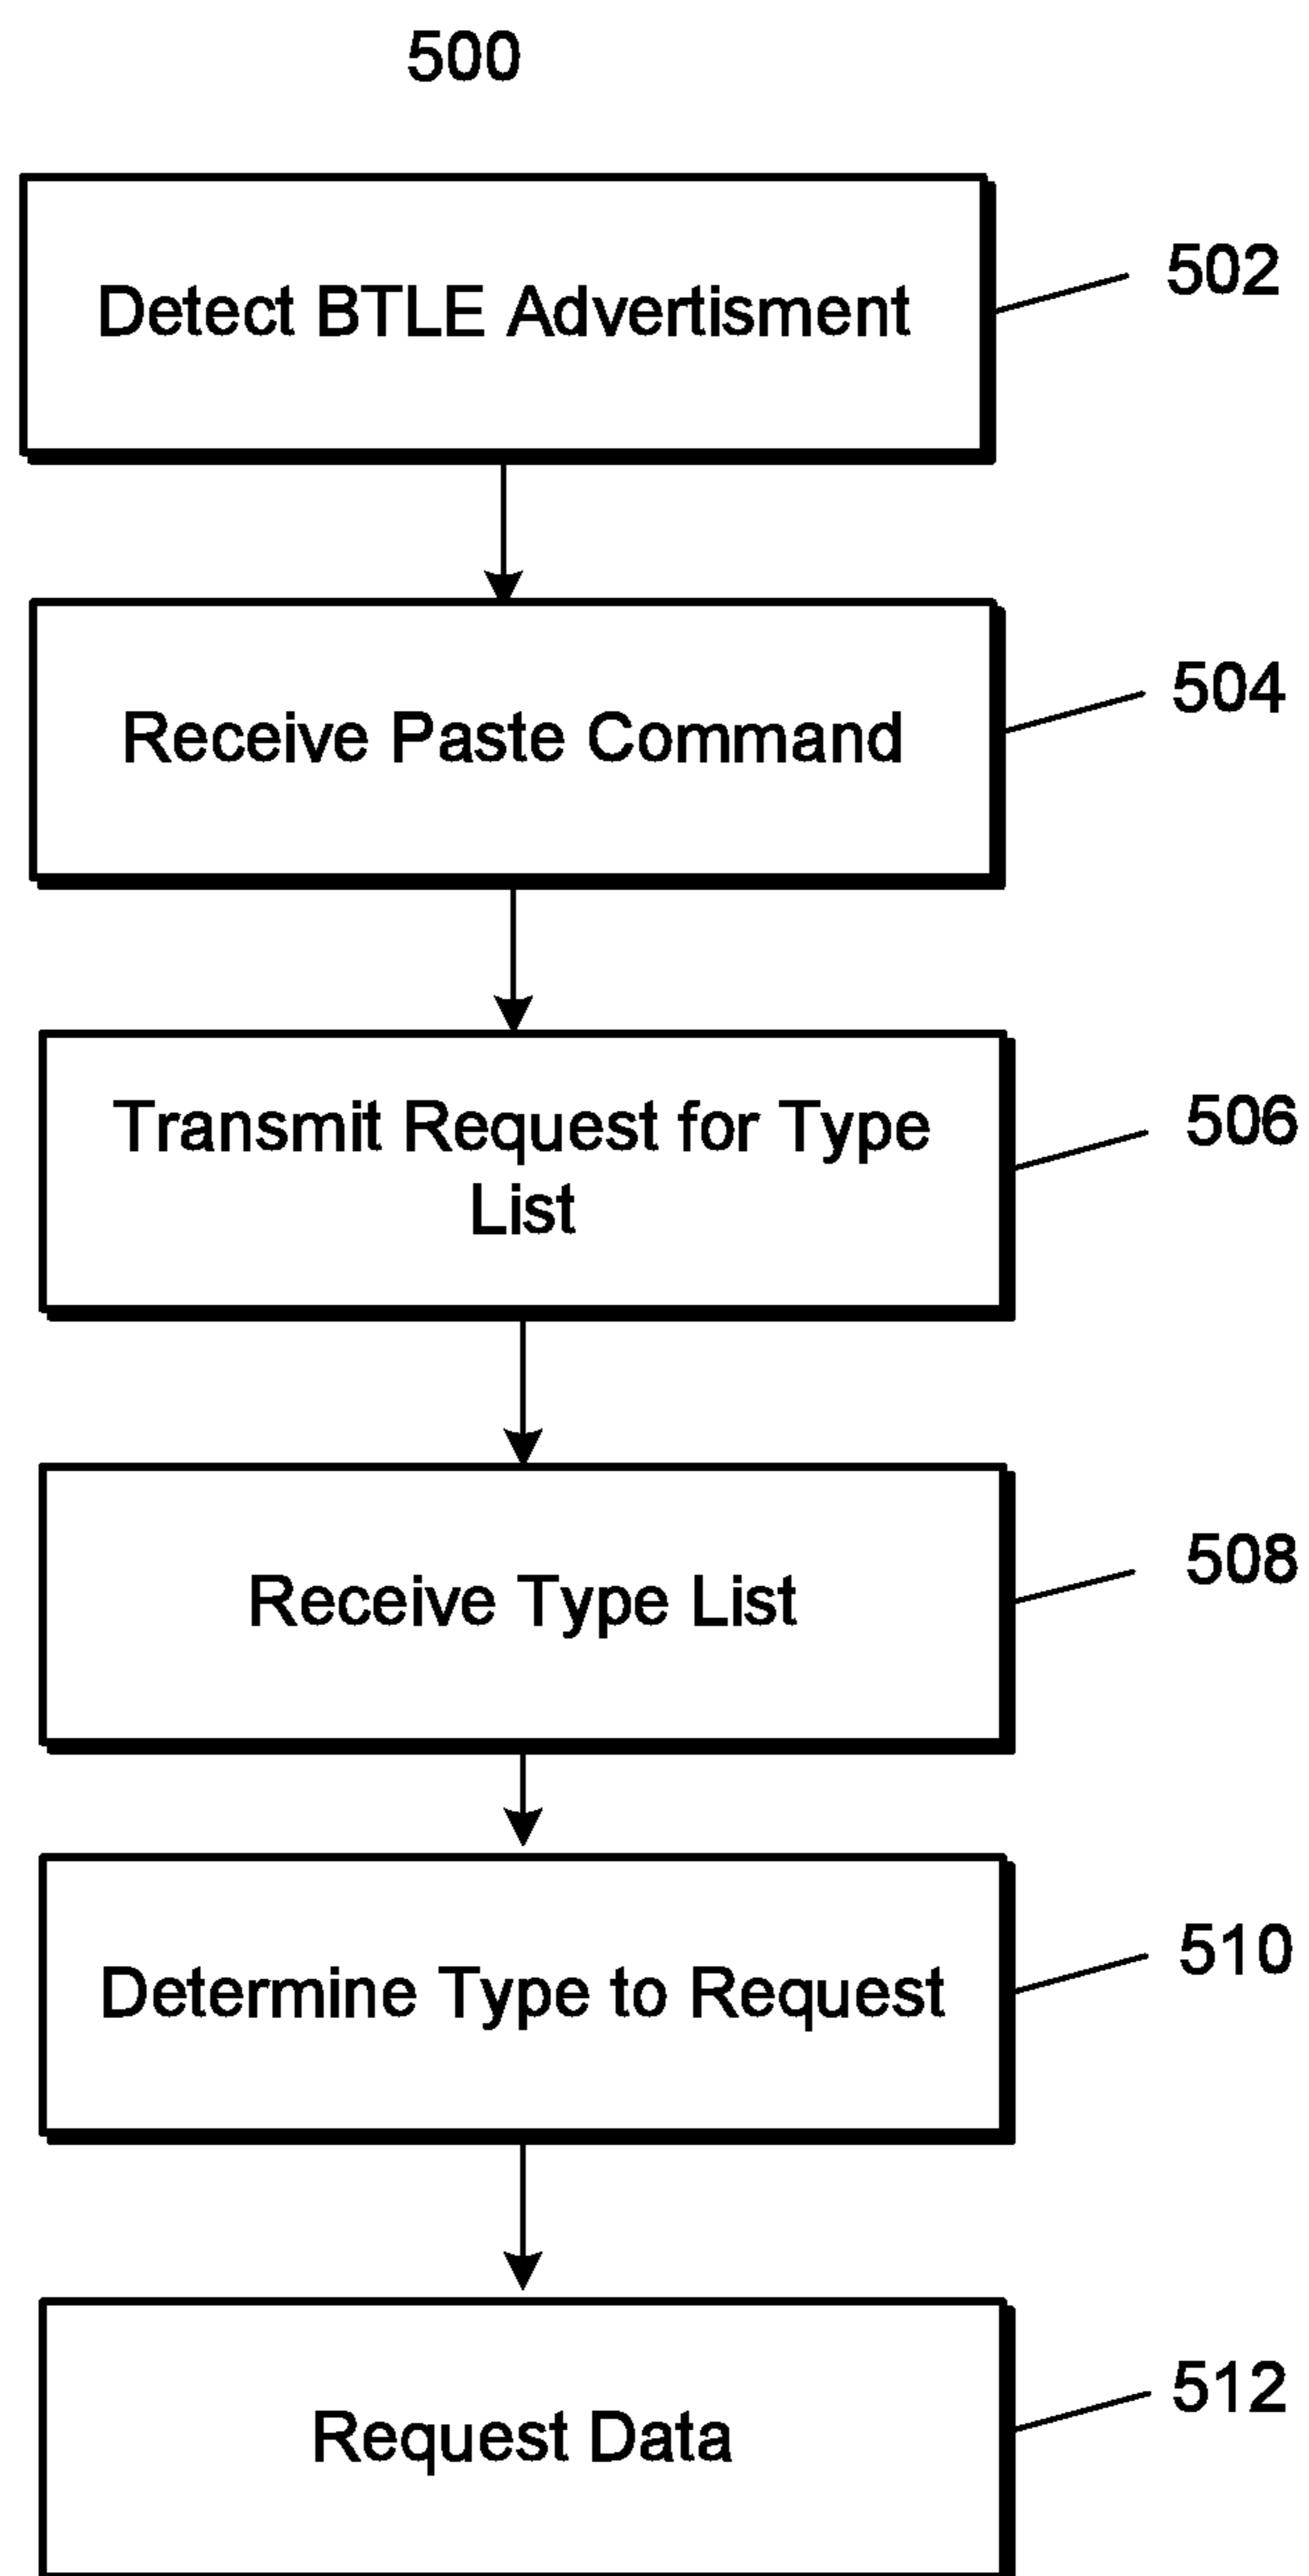 500
Detect BTLE Advertisment
502
Receive Paste Command
504
Transmit Request for Type
List
506
Receive Type List
508
Determine Type to Request
510
Request Data
512